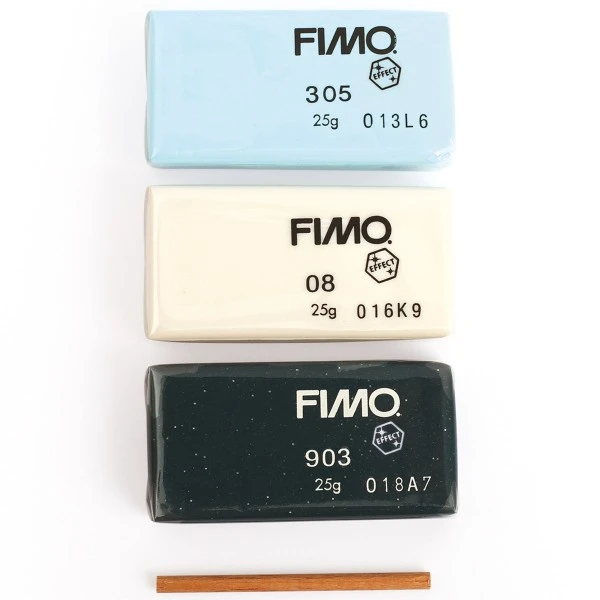 FIMO
EFFECT
305
25g 013L6
FIMO
EFFECT
08
25g 016K9
FIMO
EFFECT
903
25g 018A7